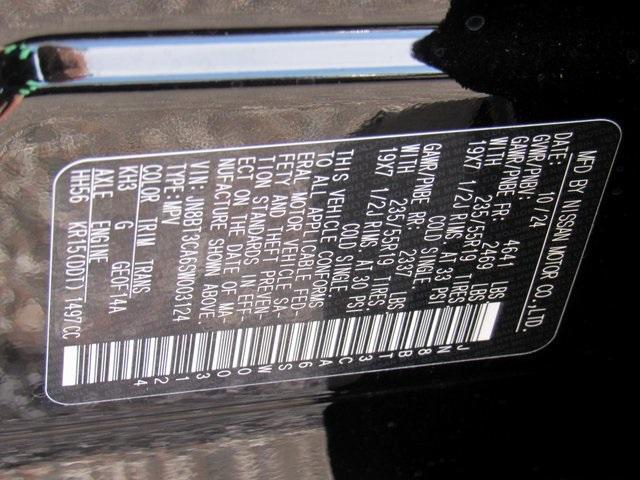 MFD BY NISSAN MOTOR CO., LTD.
DATE: 10/24
GVWR/PNBV: 4641 LBS
GAWR/PNBE FR: 2469 LBS
WITH 235/55R19 TIRES
19X7 1/2J RIMS AT 33 PSI
COLD SINGLE.
GAWR/PNBE RR: 2337 LBS
WITH 235/55R19 TIRES
19X7 1/2J RIMS AT 30 PSI
COLD SINGLE.
THIS VEHICLE CONFORMS
TO ALL APPLICABLE FED-
ERAL MOTOR VEHICLE SA-
FETY AND THEFT PREVEN-
TION STANDARDS IN EFF-
ECT ON THE DATE OF MA-
NUFACTURE SHOWN ABOVE.
VIN: JN8BT3CA6SW003124
TYPE: MPV
COLOR TRIM TRANS
KH3 G GE0F14A
AXLE ENGINE
HH56 KR15(DDT) 1497CC
JN8BT3CA6SW003124